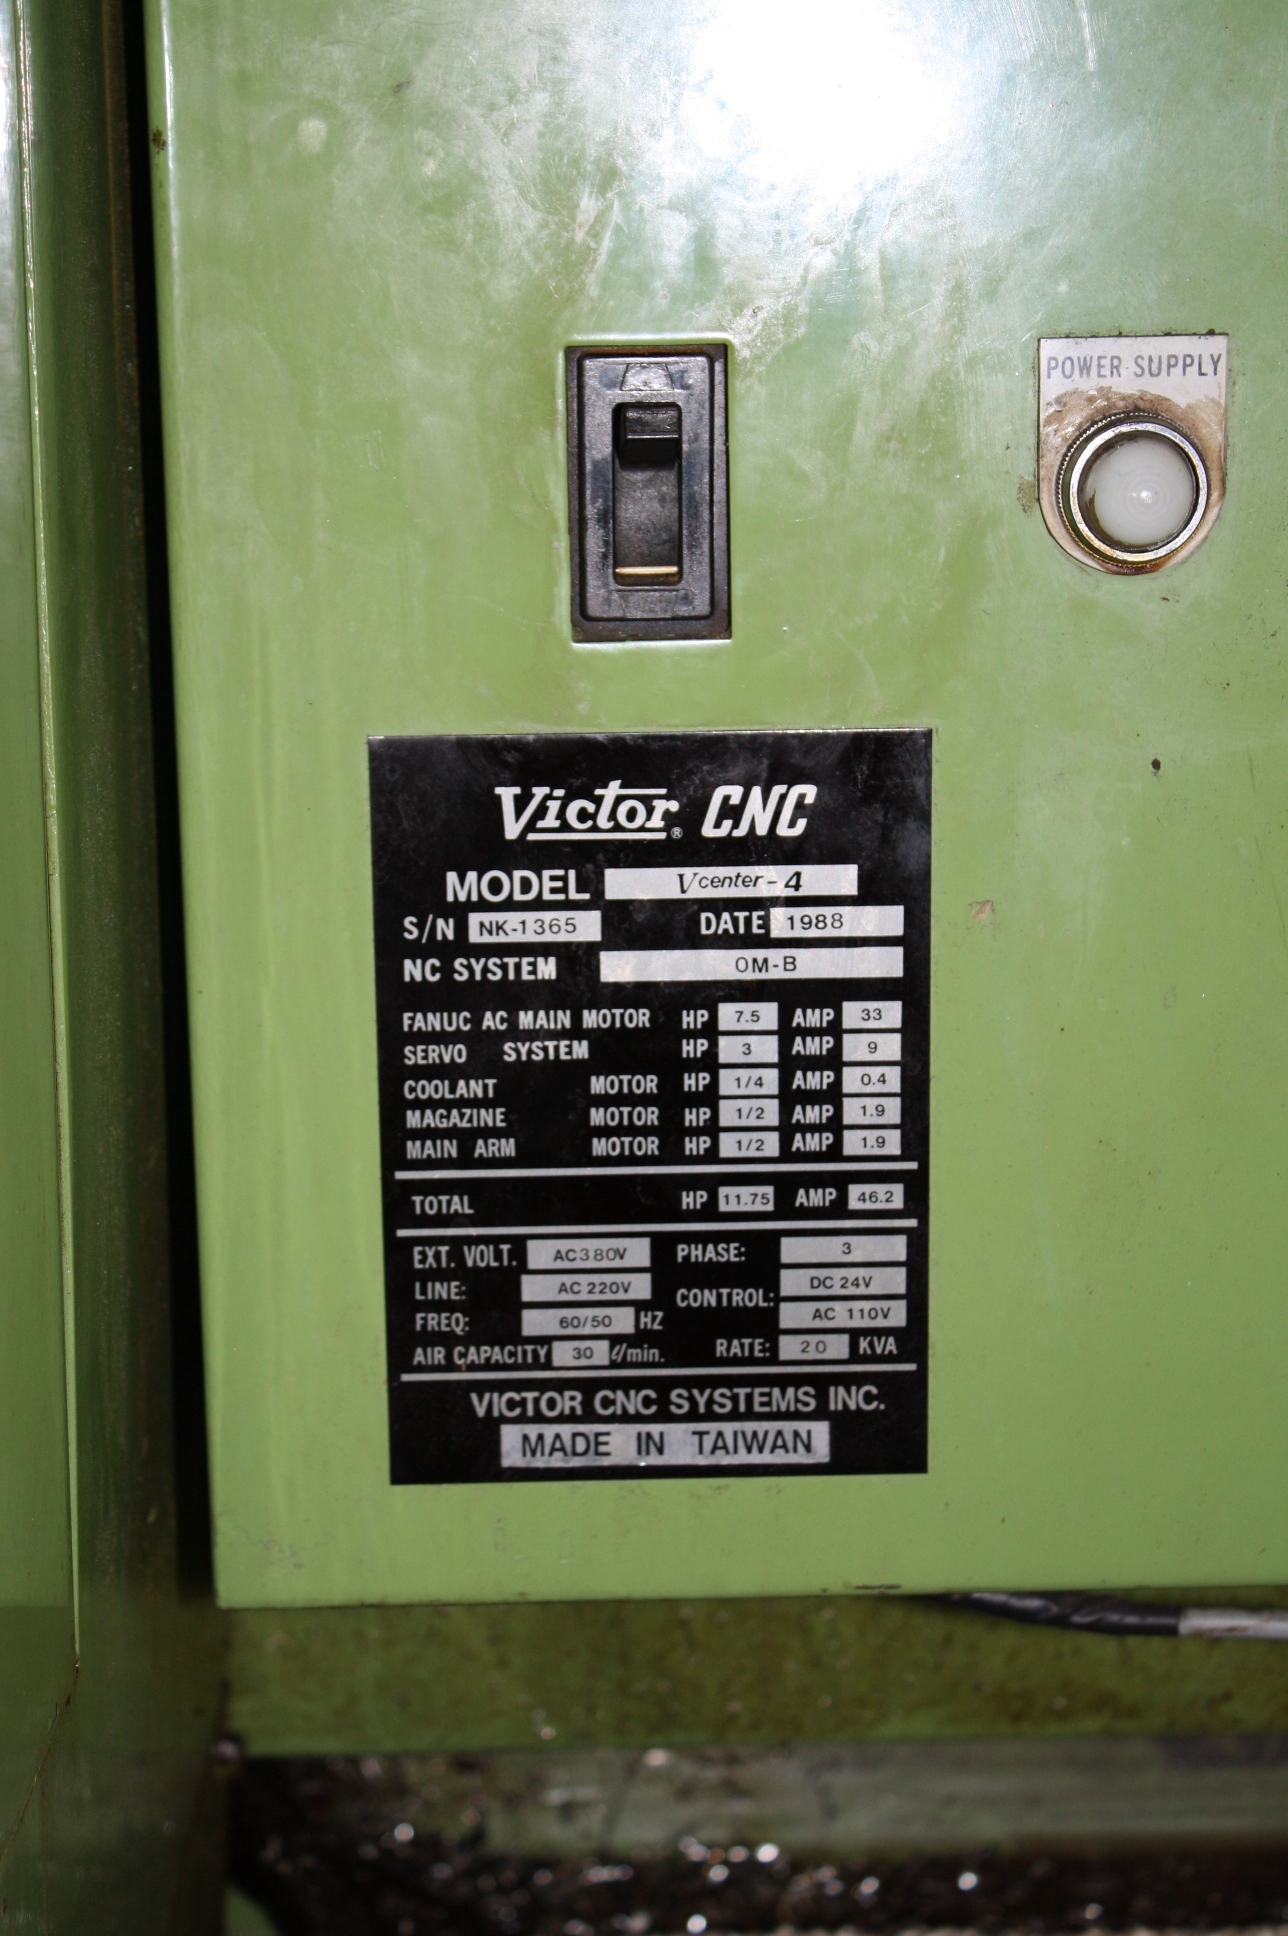 POWER SUPPLY
Victor® CNC
MODEL Vcenter-4
S/N NK-1365 DATE 1988
NC SYSTEM OM-B
FANUC AC MAIN MOTOR HP 7.5 AMP 33
SERVO SYSTEM HP 3 AMP 9
COOLANT MOTOR HP 1/4 AMP 0.4
MAGAZINE MOTOR HP 1/2 AMP 1.9
MAIN ARM MOTOR HP 1/2 AMP 1.9
TOTAL HP 11.75 AMP 46.2
EXT. VOLT. AC380V PHASE: 3
LINE: AC 220V CONTROL: DC 24V
FREQ: 60/50 HZ AC 110V
AIR CAPACITY 30 ℓ/min. RATE: 20 KVA
VICTOR CNC SYSTEMS INC.
MADE IN TAIWAN